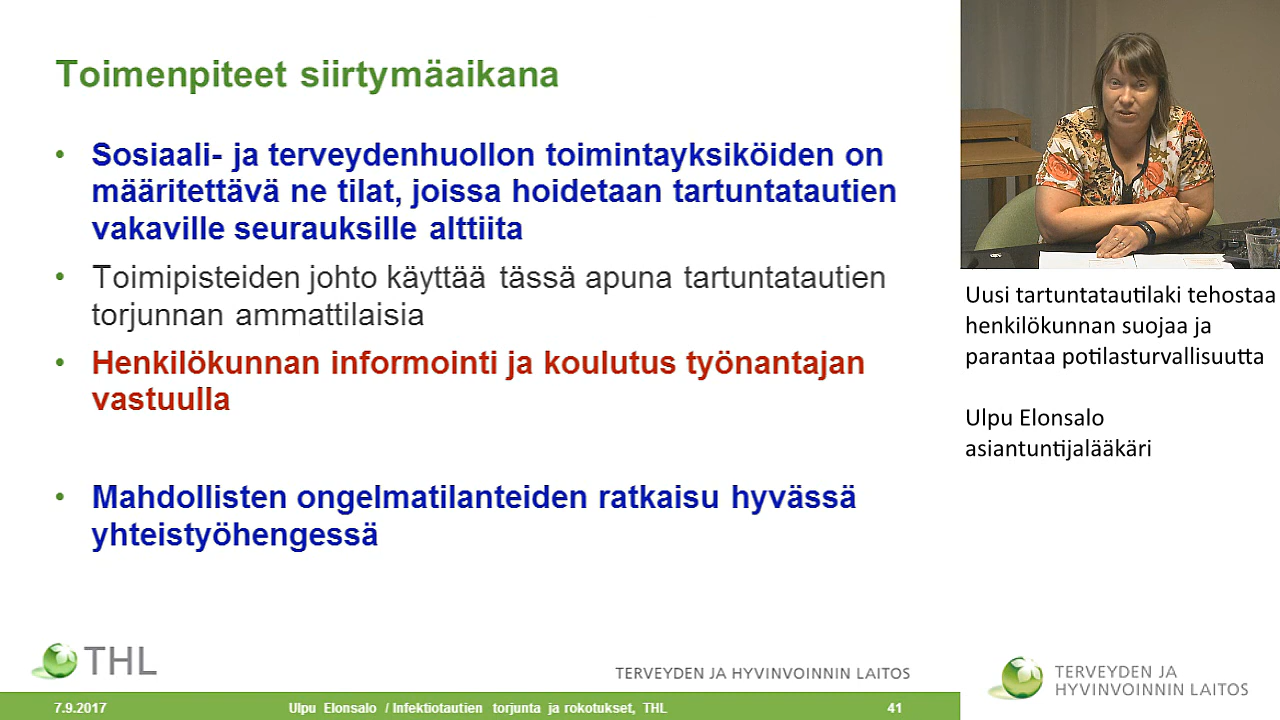 Toimenpiteet siirtymäaikana
• Sosiaali- ja terveydenhuollon toimintayksiköiden on
määritettävä ne tilat, joissa hoidetaan tartuntatautien
vakaville seurauksille alttiita
• Toimipisteiden johto käyttää tässä apuna tartuntatautien
torjunnan ammattilaisia
• Henkilökunnan informointi ja koulutus työnantajan
vastuulla
• Mahdollisten ongelmatilanteiden ratkaisu hyvässä
yhteistyöhengessä
THL
TERVEYDEN JA HYVINVOINNIN LAITOS
7.9.2017 Ulpu Elonsalo / Infektiotautien torjunta ja rokotukset, THL 41
Uusi tartuntatautilaki tehostaa
henkilökunnan suojaa ja
parantaa potilasturvallisuutta
Ulpu Elonsalo
asiantuntijalääkäri
TERVEYDEN JA
HYVINVOINNIN LAITOS